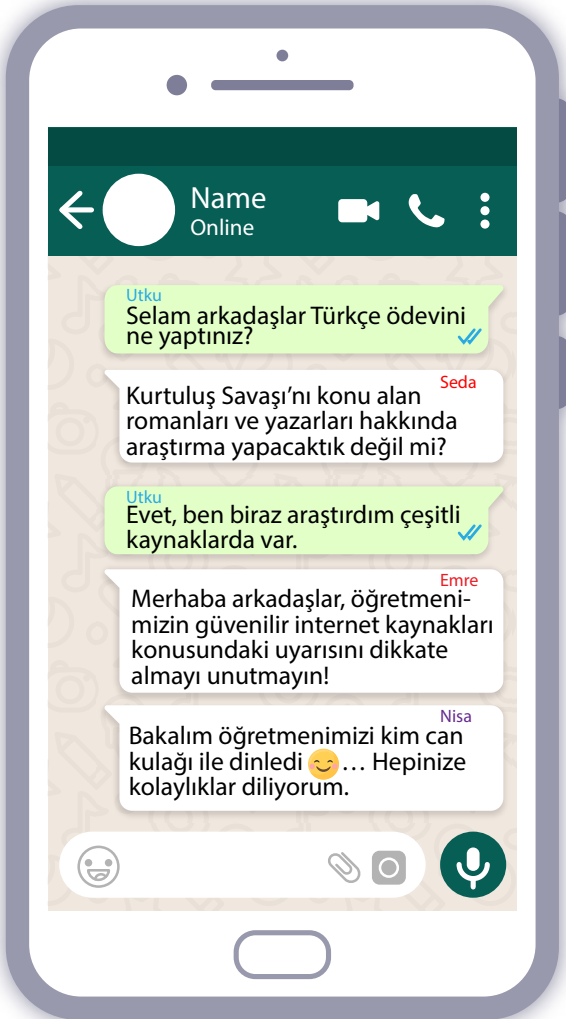 Name
Online
Utku
Selam arkadaşlar Türkçe ödevini
ne yaptınız?
Seda
Kurtuluş Savaşı’nı konu alan
romanları ve yazarları hakkında
araştırma yapacaktık değil mi?
Utku
Evet, ben biraz araştırdım çeşitli
kaynaklarda var.
Emre
Merhaba arkadaşlar, öğretmeni-
mizin güvenilir internet kaynakları
konusundaki uyarısını dikkate
almayı unutmayın!
Nisa
Bakalım öğretmenimizi kim can
kulağı ile dinledi 😊… Hepinize
kolaylıklar diliyorum.